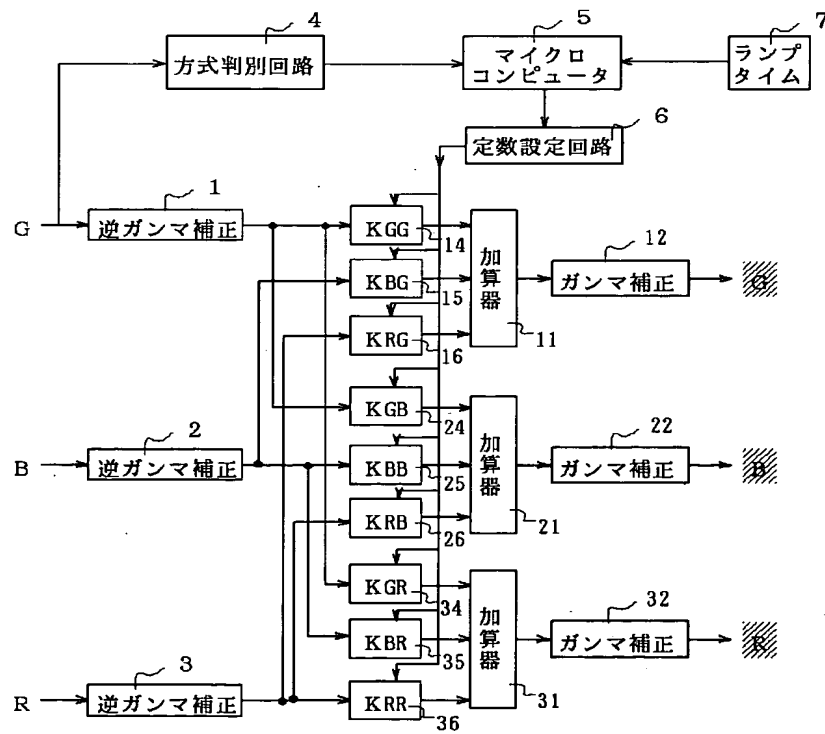 4
方式判別回路
5
マイクロ
コンピュータ
7
ランプ
タイム
6
定数設定回路
1
G
逆ガンマ補正
KGG
14
KBG
15
KRG
16
加算器
11
12
ガンマ補正
G
2
B
逆ガンマ補正
KGB
24
KBB
25
KRB
26
加算器
21
22
ガンマ補正
B
3
R
逆ガンマ補正
KGR
34
KBR
35
KRR
36
加算器
31
32
ガンマ補正
R